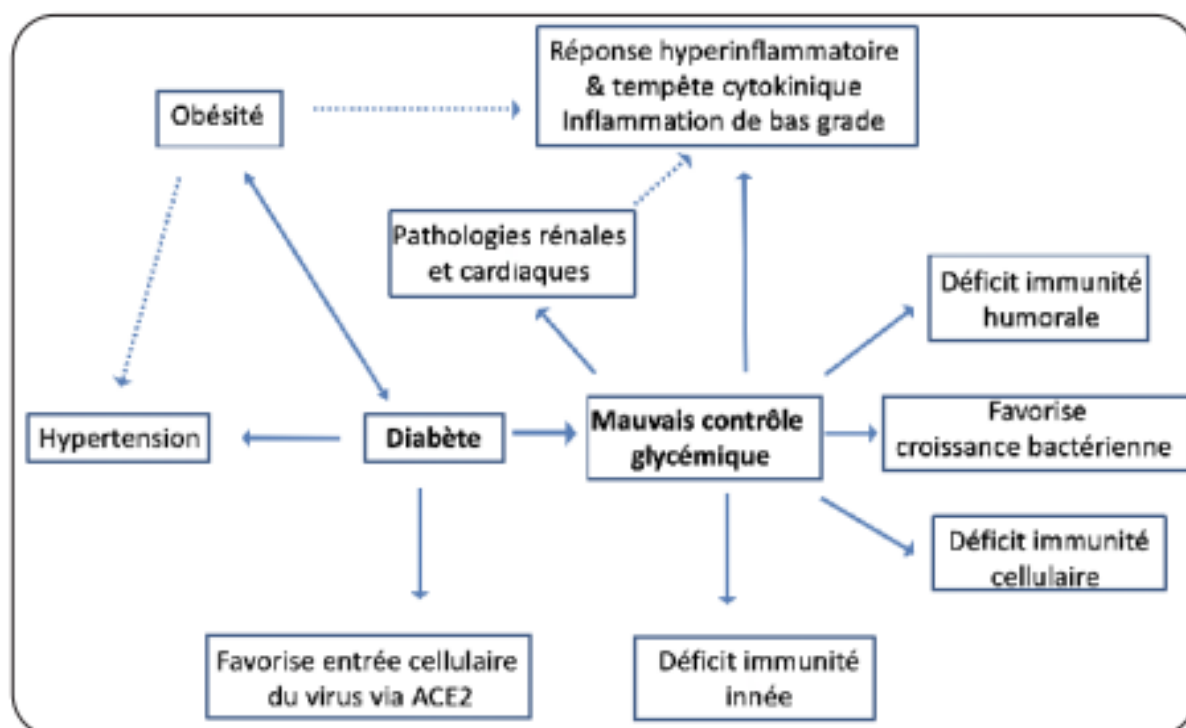 Réponse hyperinflammatoire
& tempête cytokinique
Inflammation de bas grade
Obésité
Pathologies rénales
et cardiaques
Déficit immunité
humorale
Hypertension
Diabète
Mauvais contrôle
glycémique
Favorise
croissance bactérienne
Déficit immunité
cellulaire
Favorise entrée cellulaire
du virus via ACE2
Déficit immunité
innée